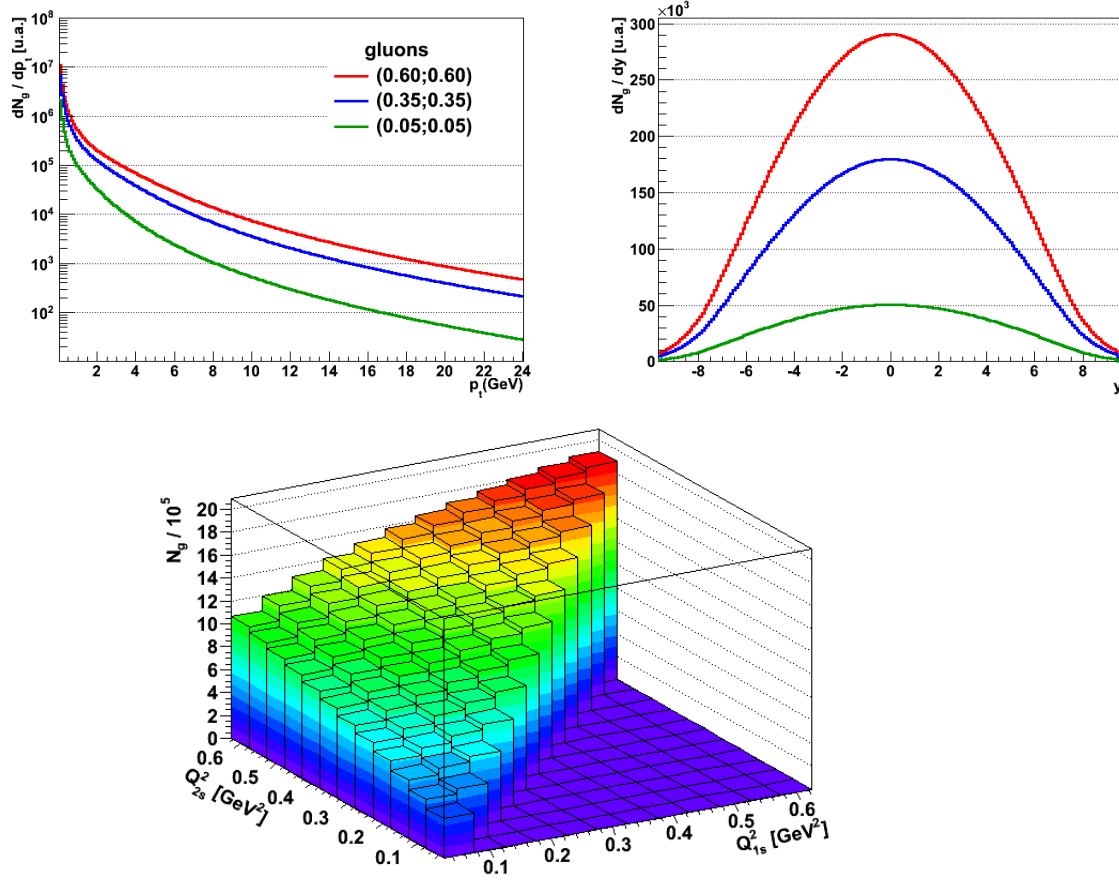 dN_g / dp_t [u.a.]
10^8
10^7
10^6
10^5
10^4
10^3
10^2
gluons
(0.60;0.60)
(0.35;0.35)
(0.05;0.05)
2 4 6 8 10 12 14 16 18 20 22 24
p_t(GeV)
dN_g / dy [u.a.]
×10^3
300
250
200
150
100
50
0
-8 -6 -4 -2 0 2 4 6 8
y
N_g / 10^5
20
18
16
14
12
10
8
6
4
2
0
0.6 0.5 0.4 0.3 0.2 0.1
Q^2_2s [GeV^2]
0.1 0.2 0.3 0.4 0.5 0.6
Q^2_1s [GeV^2]